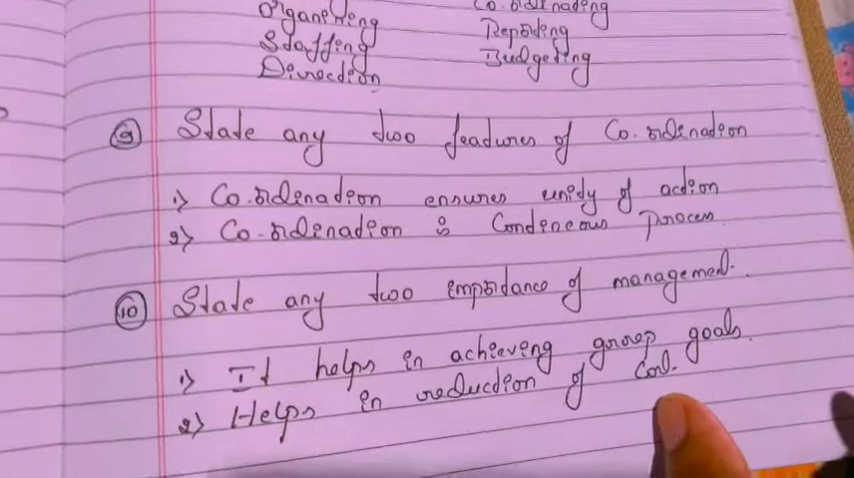 Organizing Co-ordinating
Staffing Reporting
Direction Budgeting
9 State any two features of Co-ordination
1) Co-ordination ensures unity of action
2) Co-ordination is Contineous Process
10 State any two importance of management.
1) It helps in achieving group goals.
2) Helps in reduction of Cost.